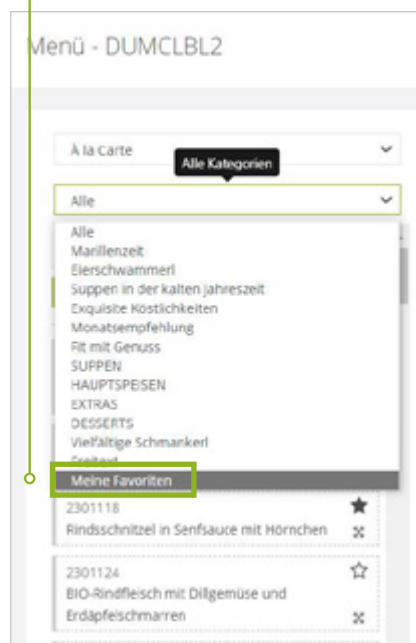 Menü - DUMCLBL2
À la Carte
Alle Kategorien
Alle
Alle
Marillenzeit
Eierschwammerl
Suppen in der kalten Jahreszeit
Exquisite Köstlichkeiten
Monatsempfehlung
Fit mit Genuss
SUPPEN
HAUPTSPEISEN
EXTRAS
DESSERTS
Vielfältige Schmankerl
Freitext
Meine Favoriten
2301118
Rindsschnitzel in Senfsauce mit Hörnchen
2301124
BIO-Rindfleisch mit Dillgemüse und
Erdäpfelschmarren